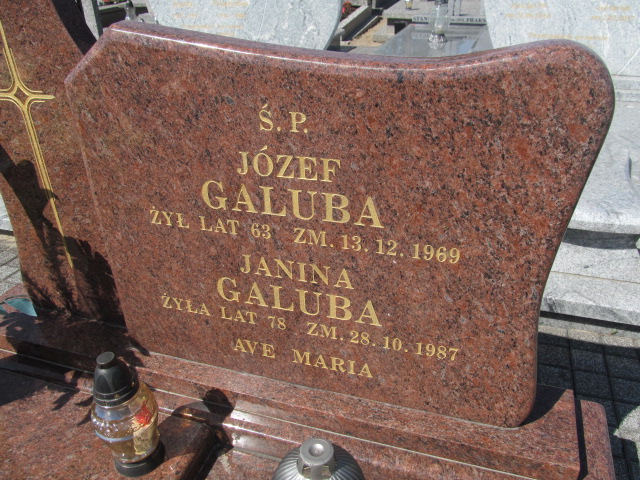 Ś. P.
JÓZEF
GALUBA
ŻYŁ LAT 63 ZM. 13. 12. 1969
JANINA
GALUBA
ŻYŁA LAT 78 ZM. 28. 10. 1987
AVE MARIA